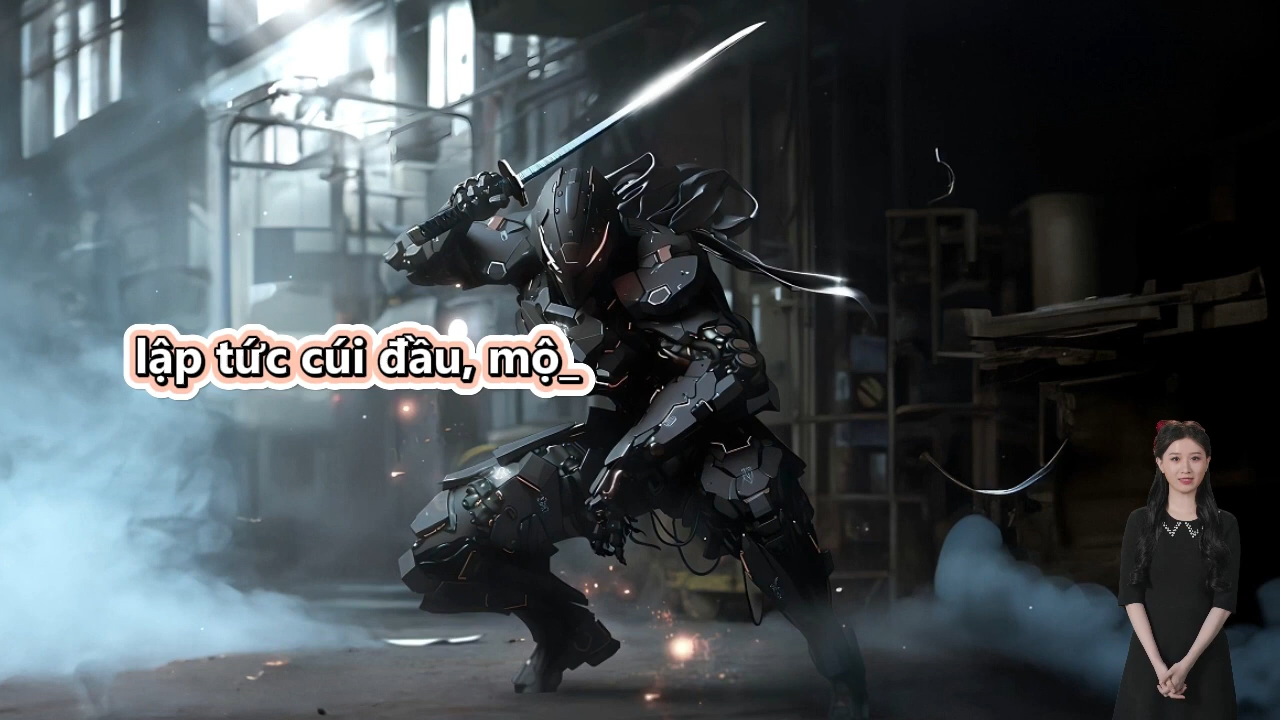 lập tức cúi đầu, mộ_